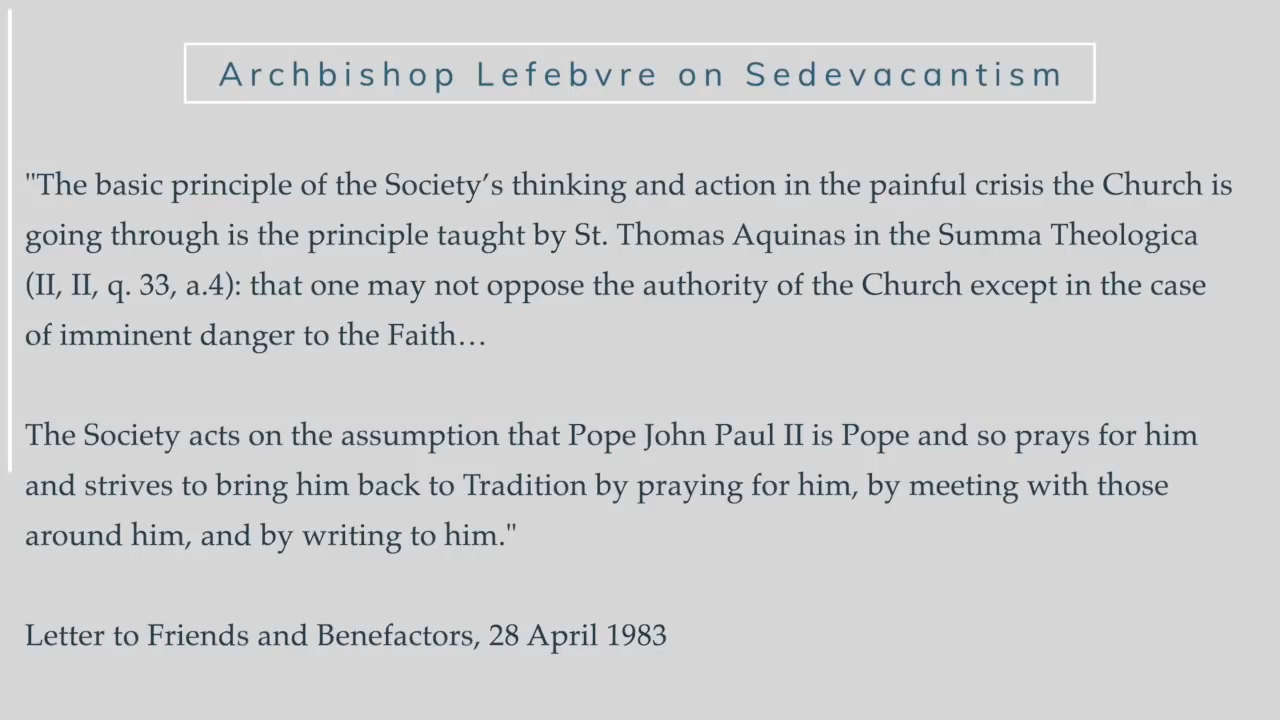 Archbishop Lefebvre on Sedevacantism
"The basic principle of the Society’s thinking and action in the painful crisis the Church is
going through is the principle taught by St. Thomas Aquinas in the Summa Theologica
(II, II, q. 33, a.4): that one may not oppose the authority of the Church except in the case
of imminent danger to the Faith…
The Society acts on the assumption that Pope John Paul II is Pope and so prays for him
and strives to bring him back to Tradition by praying for him, by meeting with those
around him, and by writing to him."
Letter to Friends and Benefactors, 28 April 1983